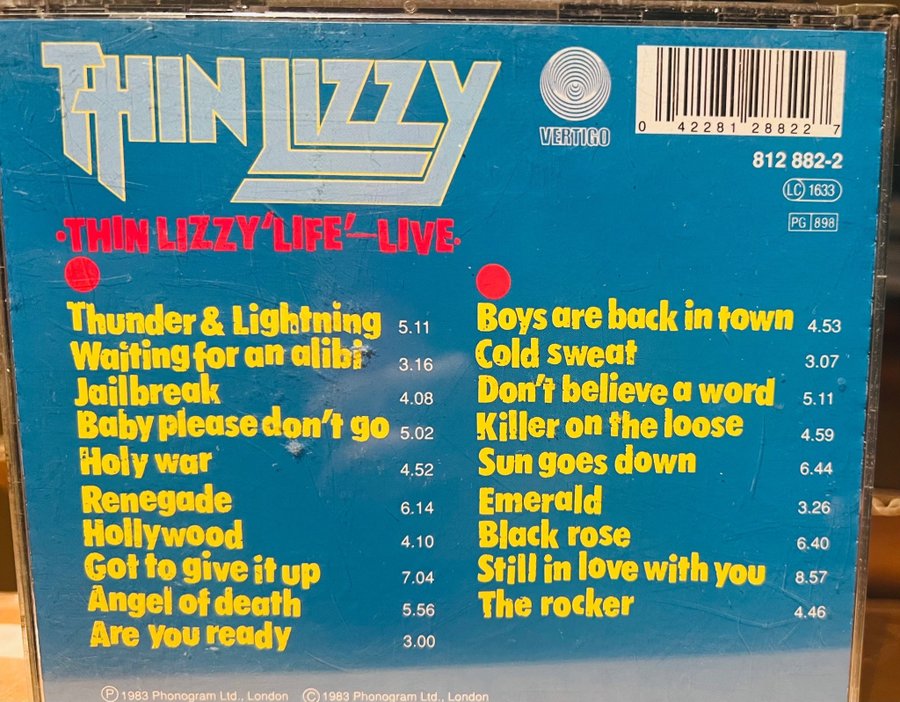 THIN LIZZY
VERTIGO
0 42281 28822 7
812 882-2
LC 1633
PG 898
·THIN LIZZY 'LIFE'—LIVE·
Thunder & Lightning 5.11
Waiting for an alibi 3.16
Jailbreak 4.08
Baby please don't go 5.02
Holy war 4.52
Renegade 6.14
Hollywood 4.10
Got to give it up 7.04
Angel of death 5.56
Are you ready 3.00
Boys are back in town 4.53
Cold sweat 3.07
Don't believe a word 5.11
Killer on the loose 4.59
Sun goes down 6.44
Emerald 3.26
Black rose 6.40
Still in love with you 8.57
The rocker 4.46
Ⓟ 1983 Phonogram Ltd., London Ⓒ 1983 Phonogram Ltd., London